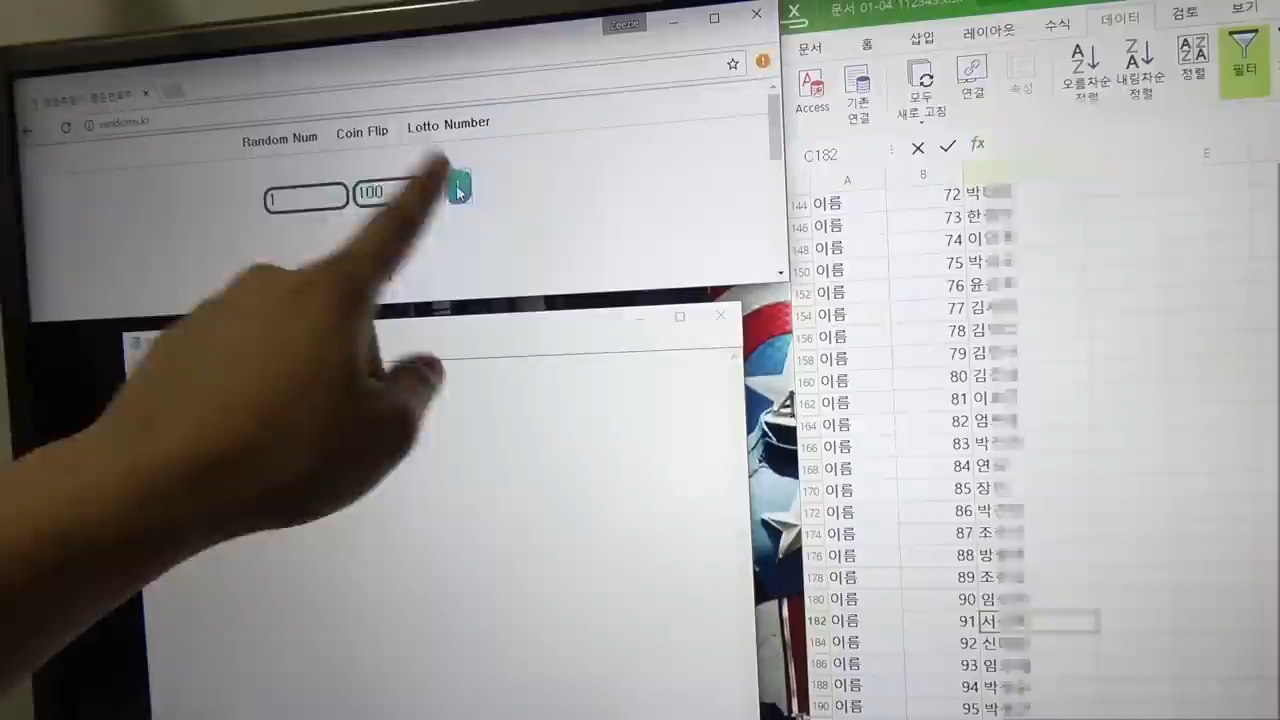 Zeezle
randoms.kr
Random Num Coin Flip Lotto Number
1 100
문서 01-04
문서 홈 삽입 레이아웃 수식 데이터 검토 보기
Access 기존 연결 모두 새로 고침 연결 속성 오름차순 정렬 내림차순 정렬 정렬 필터
C182 fx
A B E
144 이름 72 박
146 이름 73 한
148 이름 74 이
150 이름 75 박
152 이름 76 윤
154 이름 77 김
156 이름 78 김
158 이름 79 김
160 이름 80 김
162 이름 81 이
164 이름 82 엄
166 이름 83 박
168 이름 84 연
170 이름 85 장
172 이름 86 박
174 이름 87 조
176 이름 88 방
178 이름 89 조
180 이름 90 임
182 이름 91 서
184 이름 92 신
186 이름 93 임
188 이름 94 박
190 이름 95 박